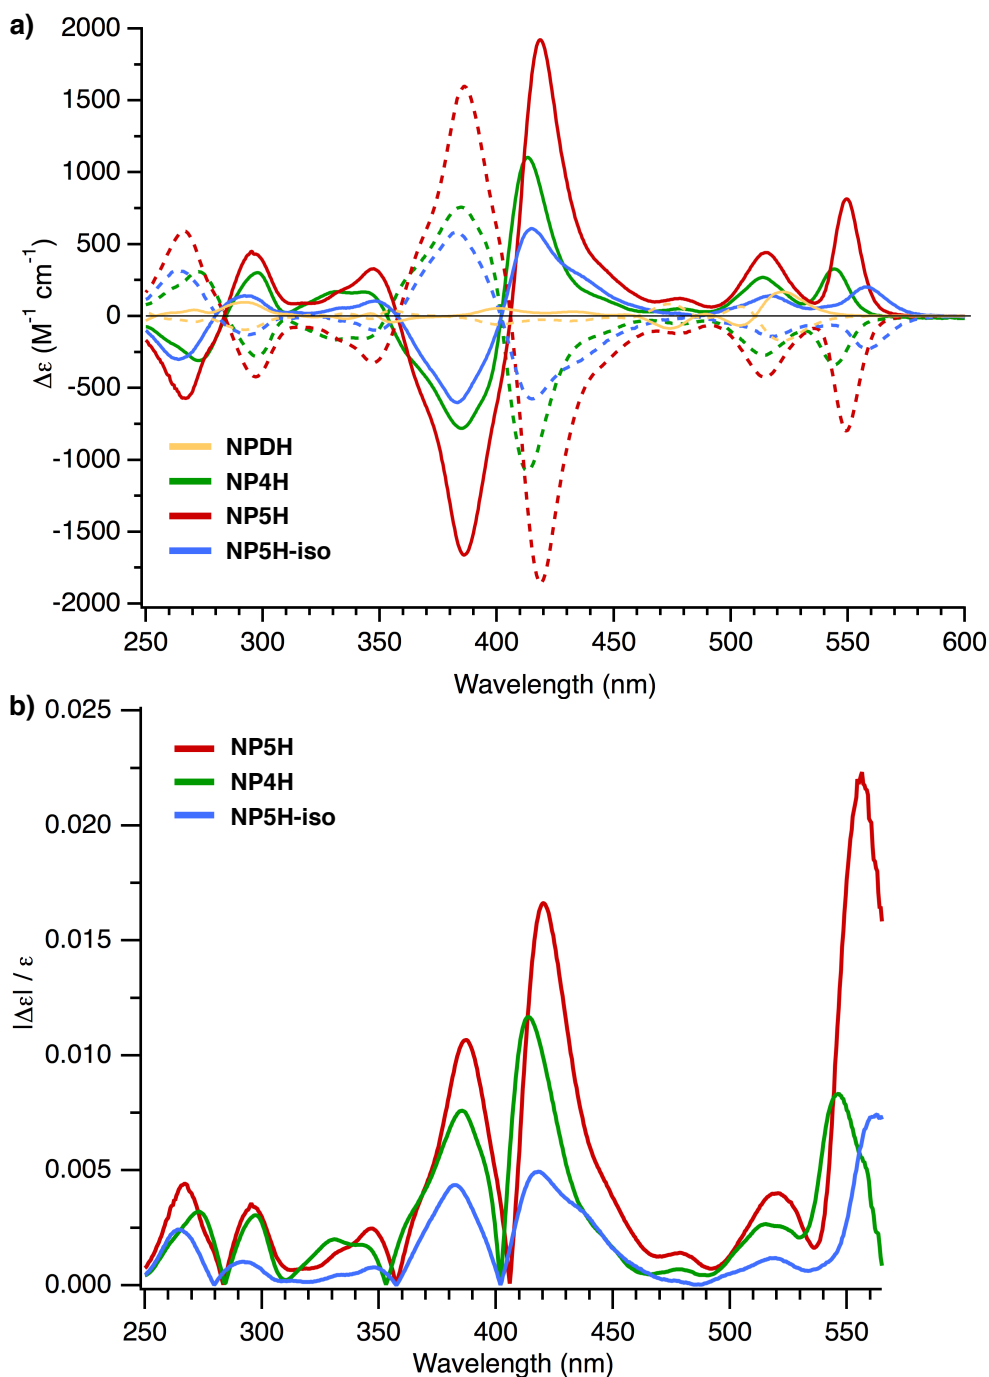 a)
2000
1500
1000
500
0
-500
-1000
-1500
-2000
Δε (M⁻¹ cm⁻¹)
NPDH
NP4H
NP5H
NP5H-iso
250 300 350 400 450 500 550 600
Wavelength (nm)
b)
0.025
0.020
0.015
0.010
0.005
0.000
|Δε| / ε
NP5H
NP4H
NP5H-iso
250 300 350 400 450 500 550
Wavelength (nm)